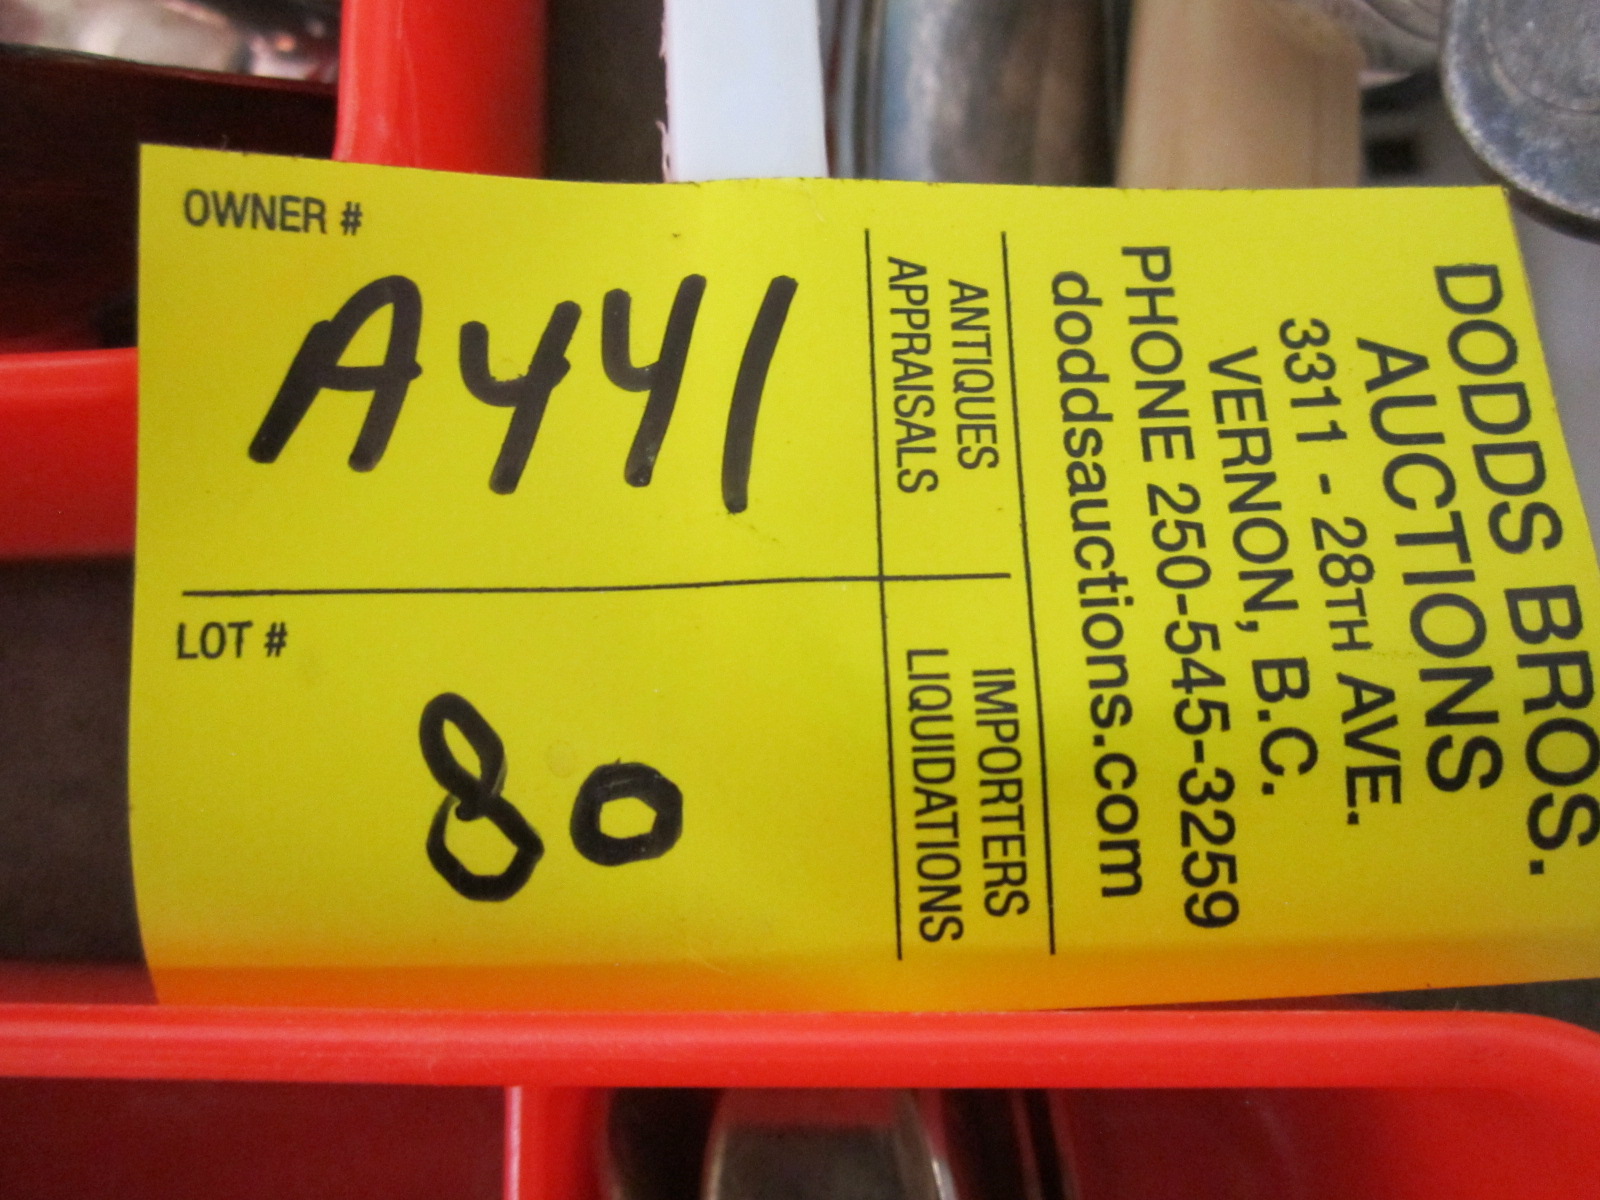 DODDS BROS.
AUCTIONS
3311 - 28TH AVE.
VERNON, B.C.
PHONE 250-545-3259
doddsauctions.com
ANTIQUES
APPRAISALS
IMPORTERS
LIQUIDATIONS
OWNER #
A441
LOT #
80